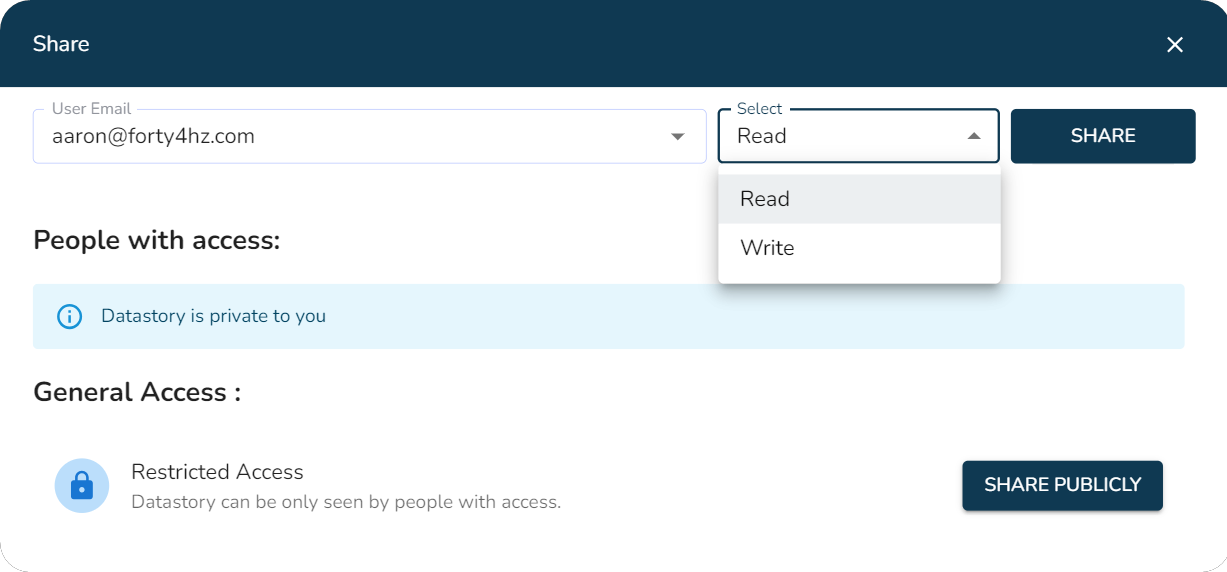 Share
User Email
aaron@forty4hz.com
Select
Read
SHARE
Read
Write
People with access:
Datastory is private to you
General Access :
Restricted Access
Datastory can be only seen by people with access.
SHARE PUBLICLY